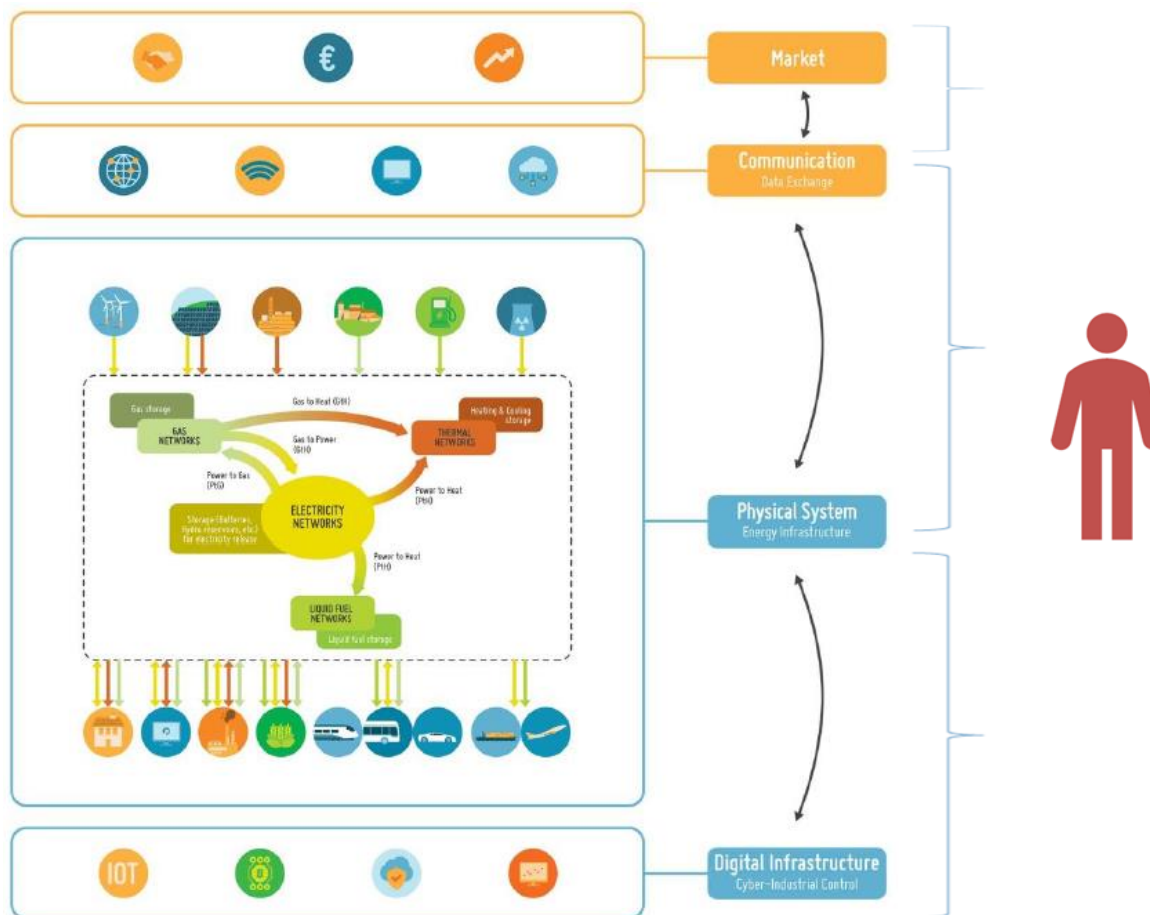 €
Market
Communication
Data Exchange
Gas storage
GAS
NETWORKS
Gas to Heat (GtH)
Heating & Cooling
storage
THERMAL
NETWORKS
Gas to Power
(GtH)
Power to Gas
(PtG)
Power to Heat
(PtH)
ELECTRICITY
NETWORKS
Storage (Batteries,
Hydro reservoirs, etc.)
for electricity release
Power to Heat
(PtH)
LIQUID FUEL
NETWORKS
Liquid fuel storage
Physical System
Energy Infrastructure
IOT
Digital Infrastructure
Cyber-Industrial Control